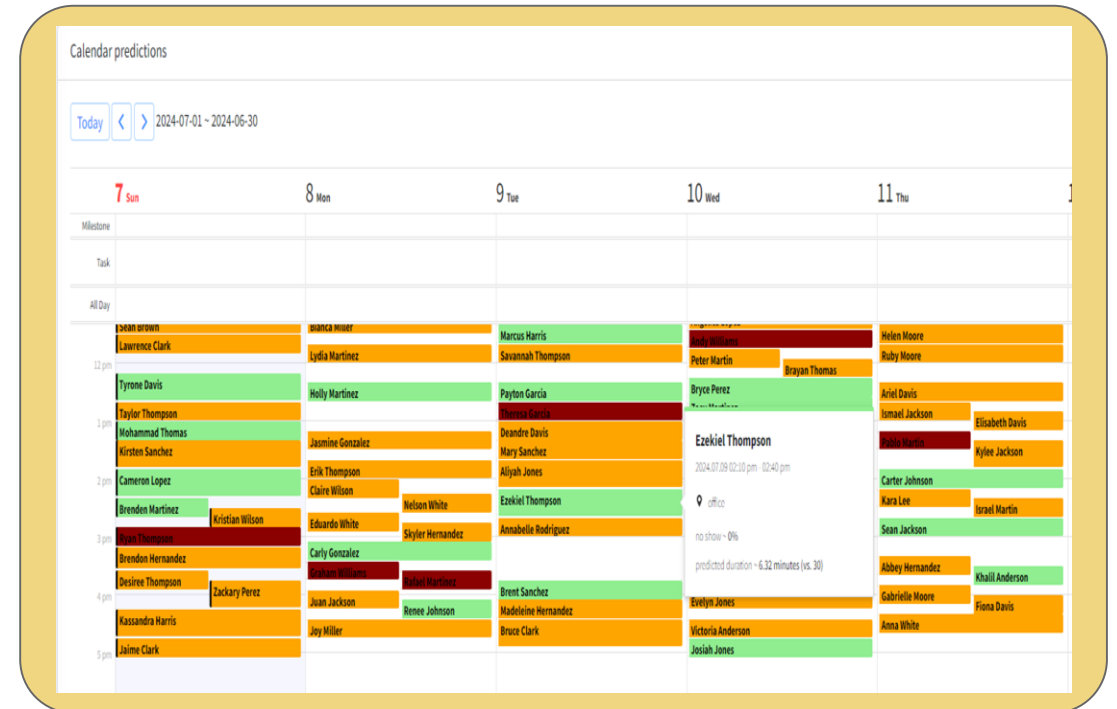 Calendar predictions
Today
2024-07-01 ~ 2024-06-30
7 Sun
8 Mon
9 Tue
10 Wed
11 Thu
1
Milestone
Task
All Day
12 pm
1 pm
2 pm
3 pm
4 pm
5 pm
Sean Brown
Lawrence Clark
Tyrone Davis
Taylor Thompson
Mohammad Thomas
Kirsten Sanchez
Cameron Lopez
Brenden Martinez
Kristian Wilson
Ryan Thompson
Brendon Hernandez
Desiree Thompson
Zackary Perez
Kassandra Harris
Jaime Clark
Bianca Miller
Lydia Martinez
Holly Martinez
Jasmine Gonzalez
Erik Thompson
Claire Wilson
Nelson White
Eduardo White
Skyler Hernandez
Carly Gonzalez
Graham Williams
Rafael Martinez
Juan Jackson
Renee Johnson
Joy Miller
Marcus Harris
Savannah Thompson
Payton Garcia
Theresa Garcia
Deandre Davis
Mary Sanchez
Aliyah Jones
Ezekiel Thompson
Annabelle Rodriguez
Brent Sanchez
Madeleine Hernandez
Bruce Clark
Andy Williams
Peter Martin
Brayan Thomas
Bryce Perez
Ezekiel Thompson
2024.07.09 02:10 pm - 02:40 pm
office
no show ~ 0%
predicted duration ~ 6.32 minutes (vs. 30)
Evelyn Jones
Victoria Anderson
Josiah Jones
Helen Moore
Ruby Moore
Ariel Davis
Ismael Jackson
Elisabeth Davis
Pablo Martin
Kylee Jackson
Carter Johnson
Kara Lee
Israel Martin
Sean Jackson
Abbey Hernandez
Khalil Anderson
Gabrielle Moore
Fiona Davis
Anna White